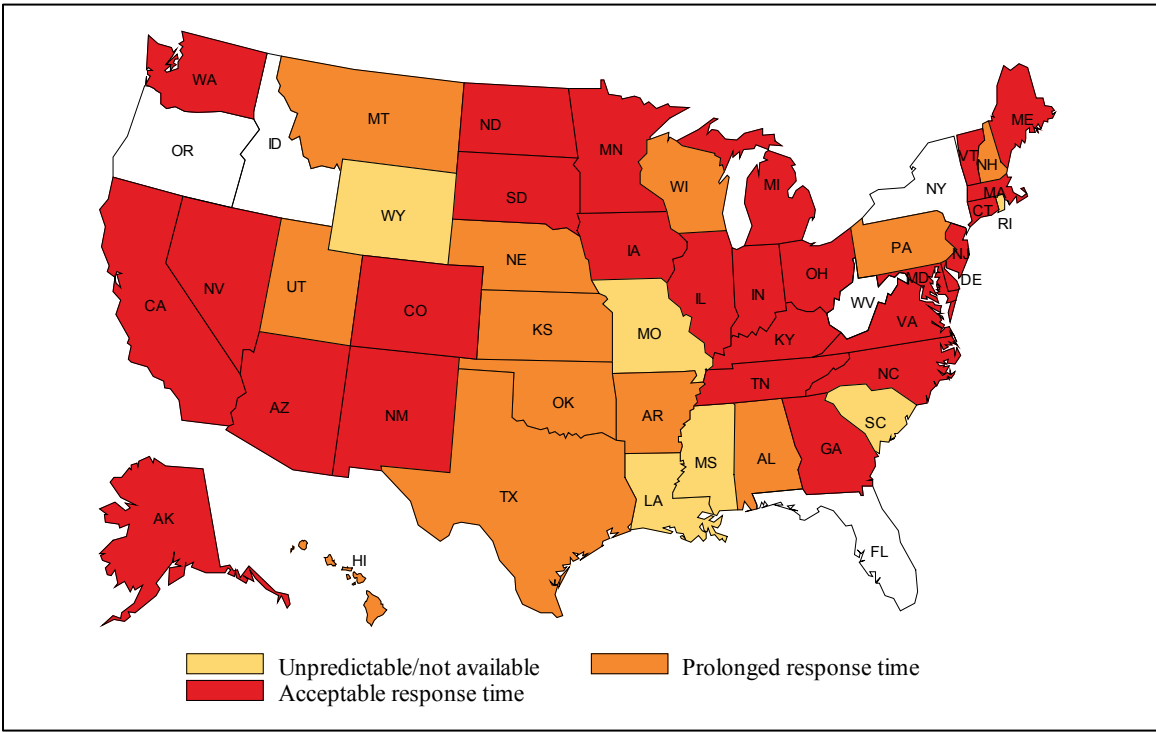 WA
MT
ND
ME
OR
ID
MN
VT
NH
SD
WI
MI
NY
MA
CT
RI
WY
IA
PA
NJ
NE
OH
MD
DE
NV
UT
IL
IN
WV
CA
CO
KS
MO
VA
KY
NC
TN
AZ
NM
OK
AR
SC
MS
AL
GA
TX
LA
AK
HI
FL
Unpredictable/not available
Prolonged response time
Acceptable response time